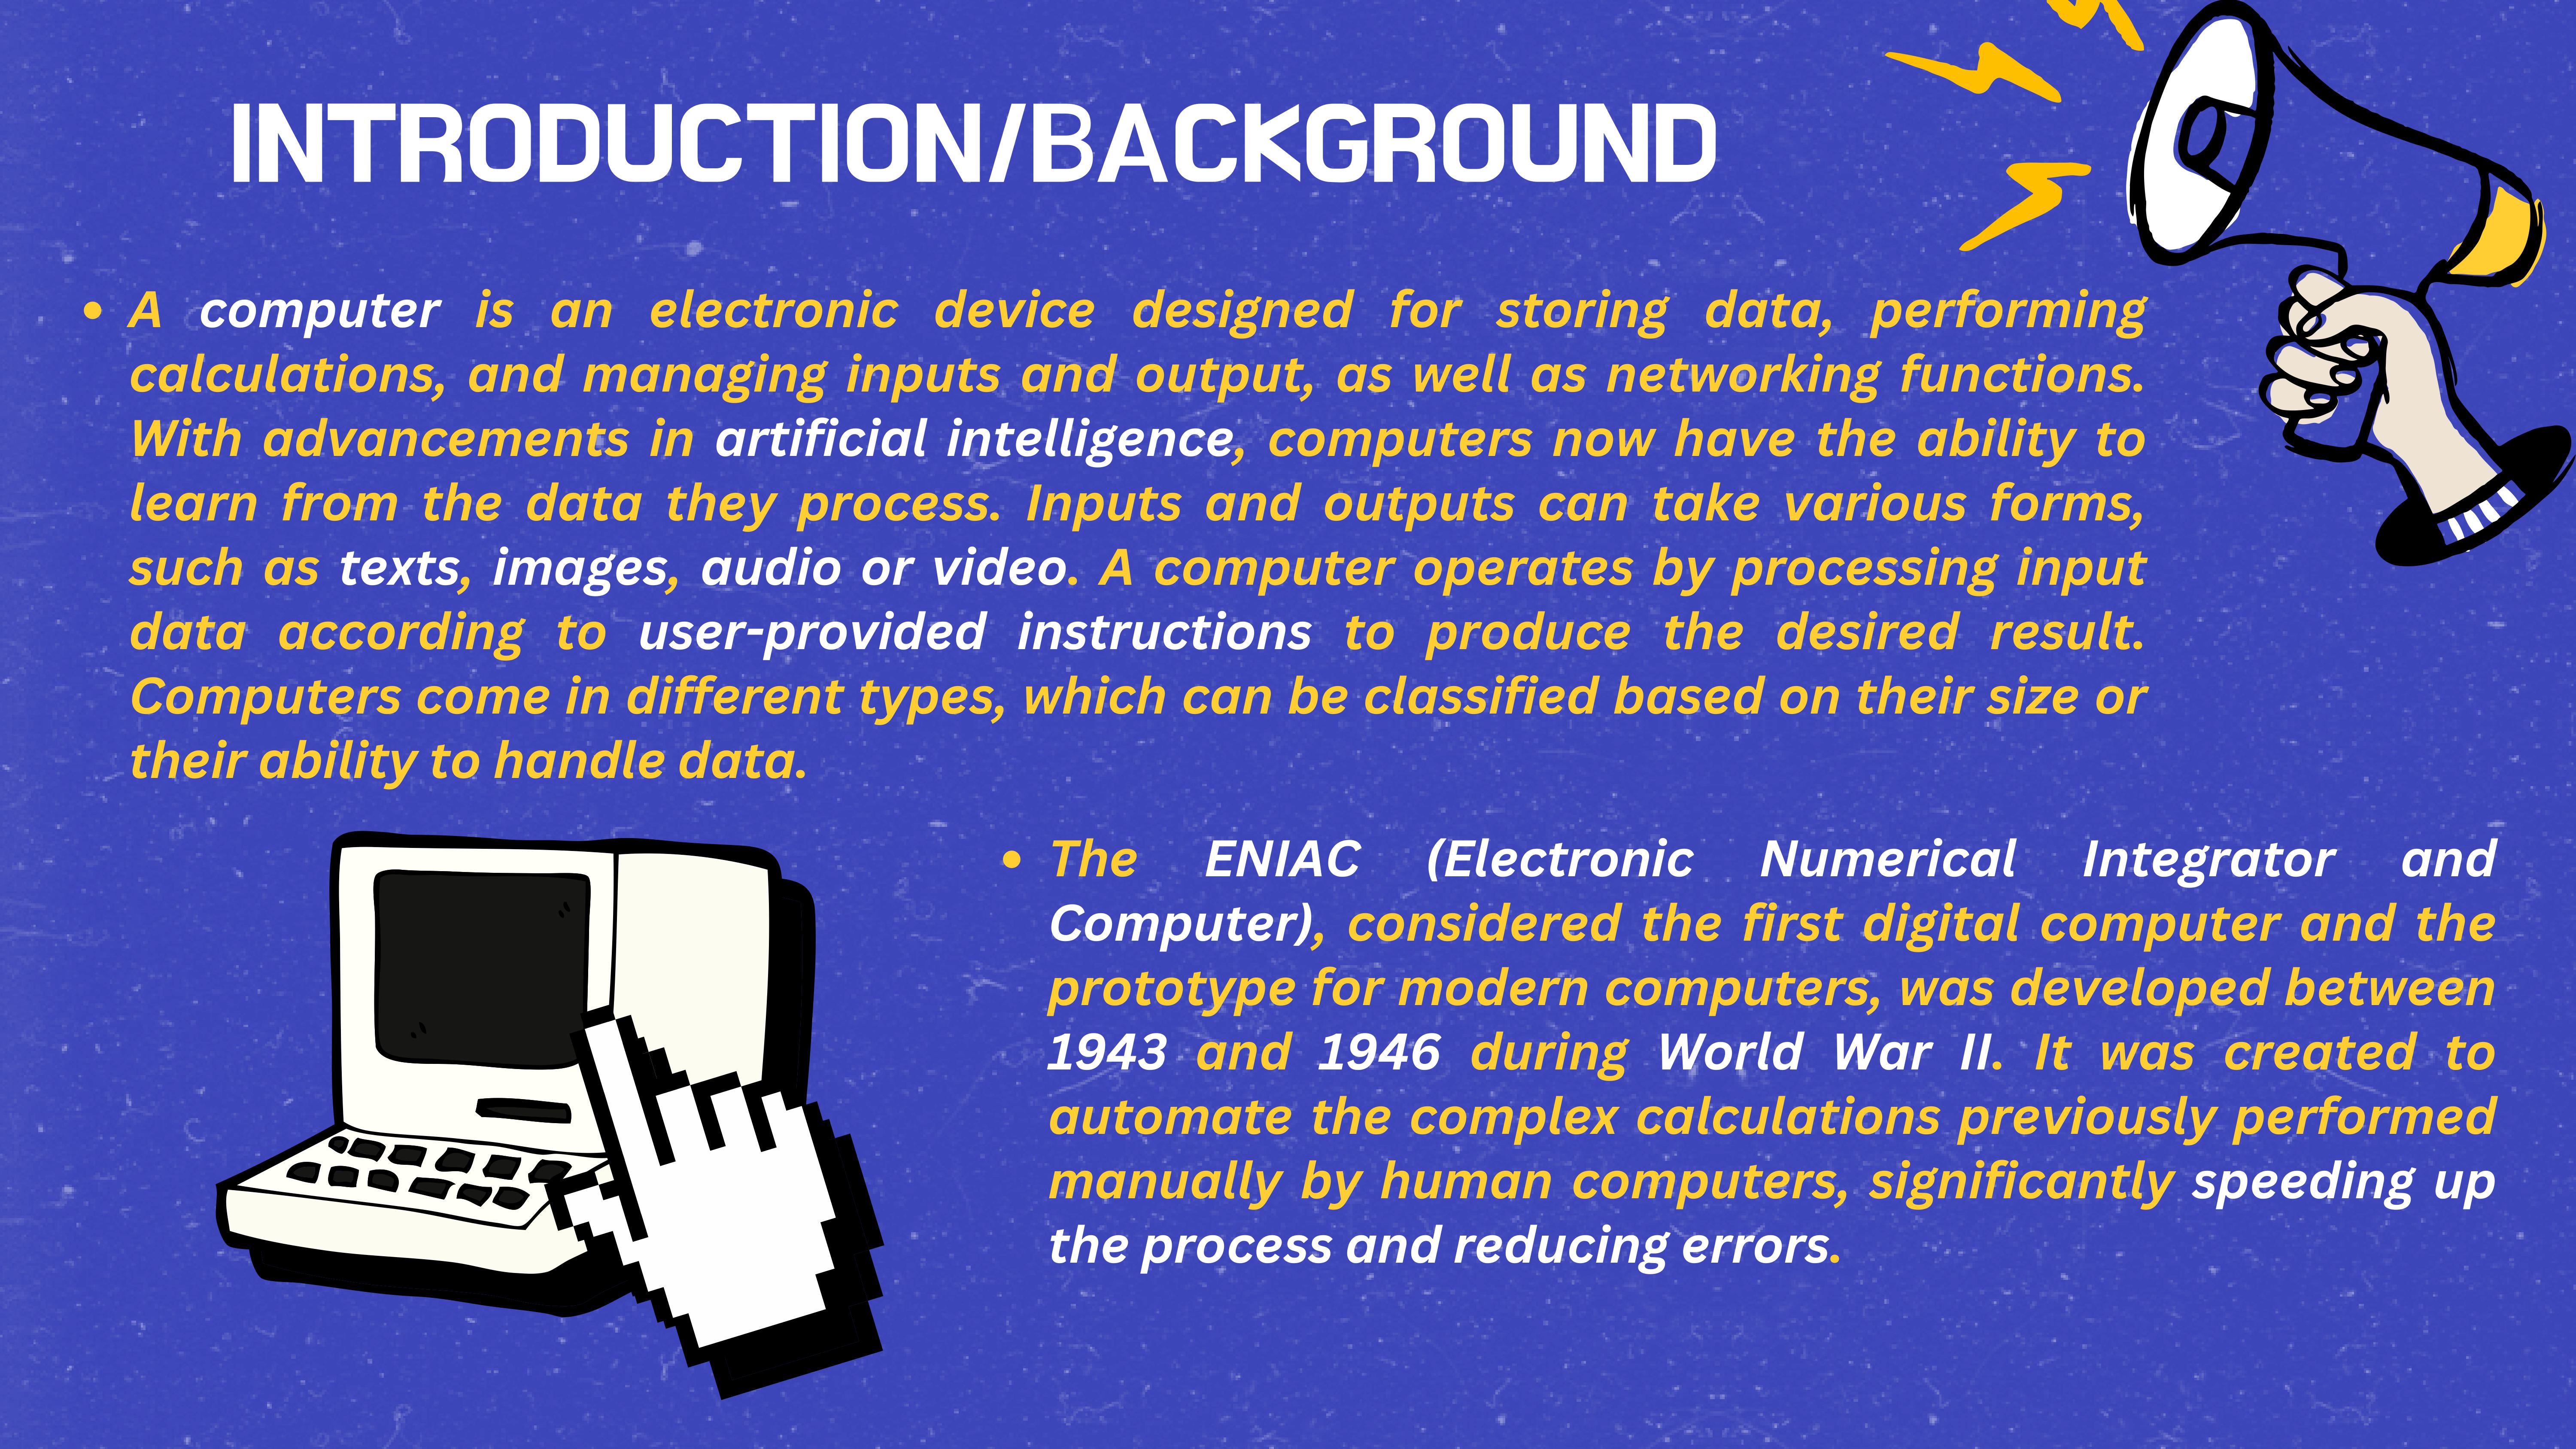 INTRODUCTION/BACKGROUND
• A computer is an electronic device designed for storing data, performing
calculations, and managing inputs and output, as well as networking functions.
With advancements in artificial intelligence, computers now have the ability to
learn from the data they process. Inputs and outputs can take various forms,
such as texts, images, audio or video. A computer operates by processing input
data according to user-provided instructions to produce the desired result.
Computers come in different types, which can be classified based on their size or
their ability to handle data.
• The ENIAC (Electronic Numerical Integrator and
Computer), considered the first digital computer and the
prototype for modern computers, was developed between
1943 and 1946 during World War II. It was created to
automate the complex calculations previously performed
manually by human computers, significantly speeding up
the process and reducing errors.